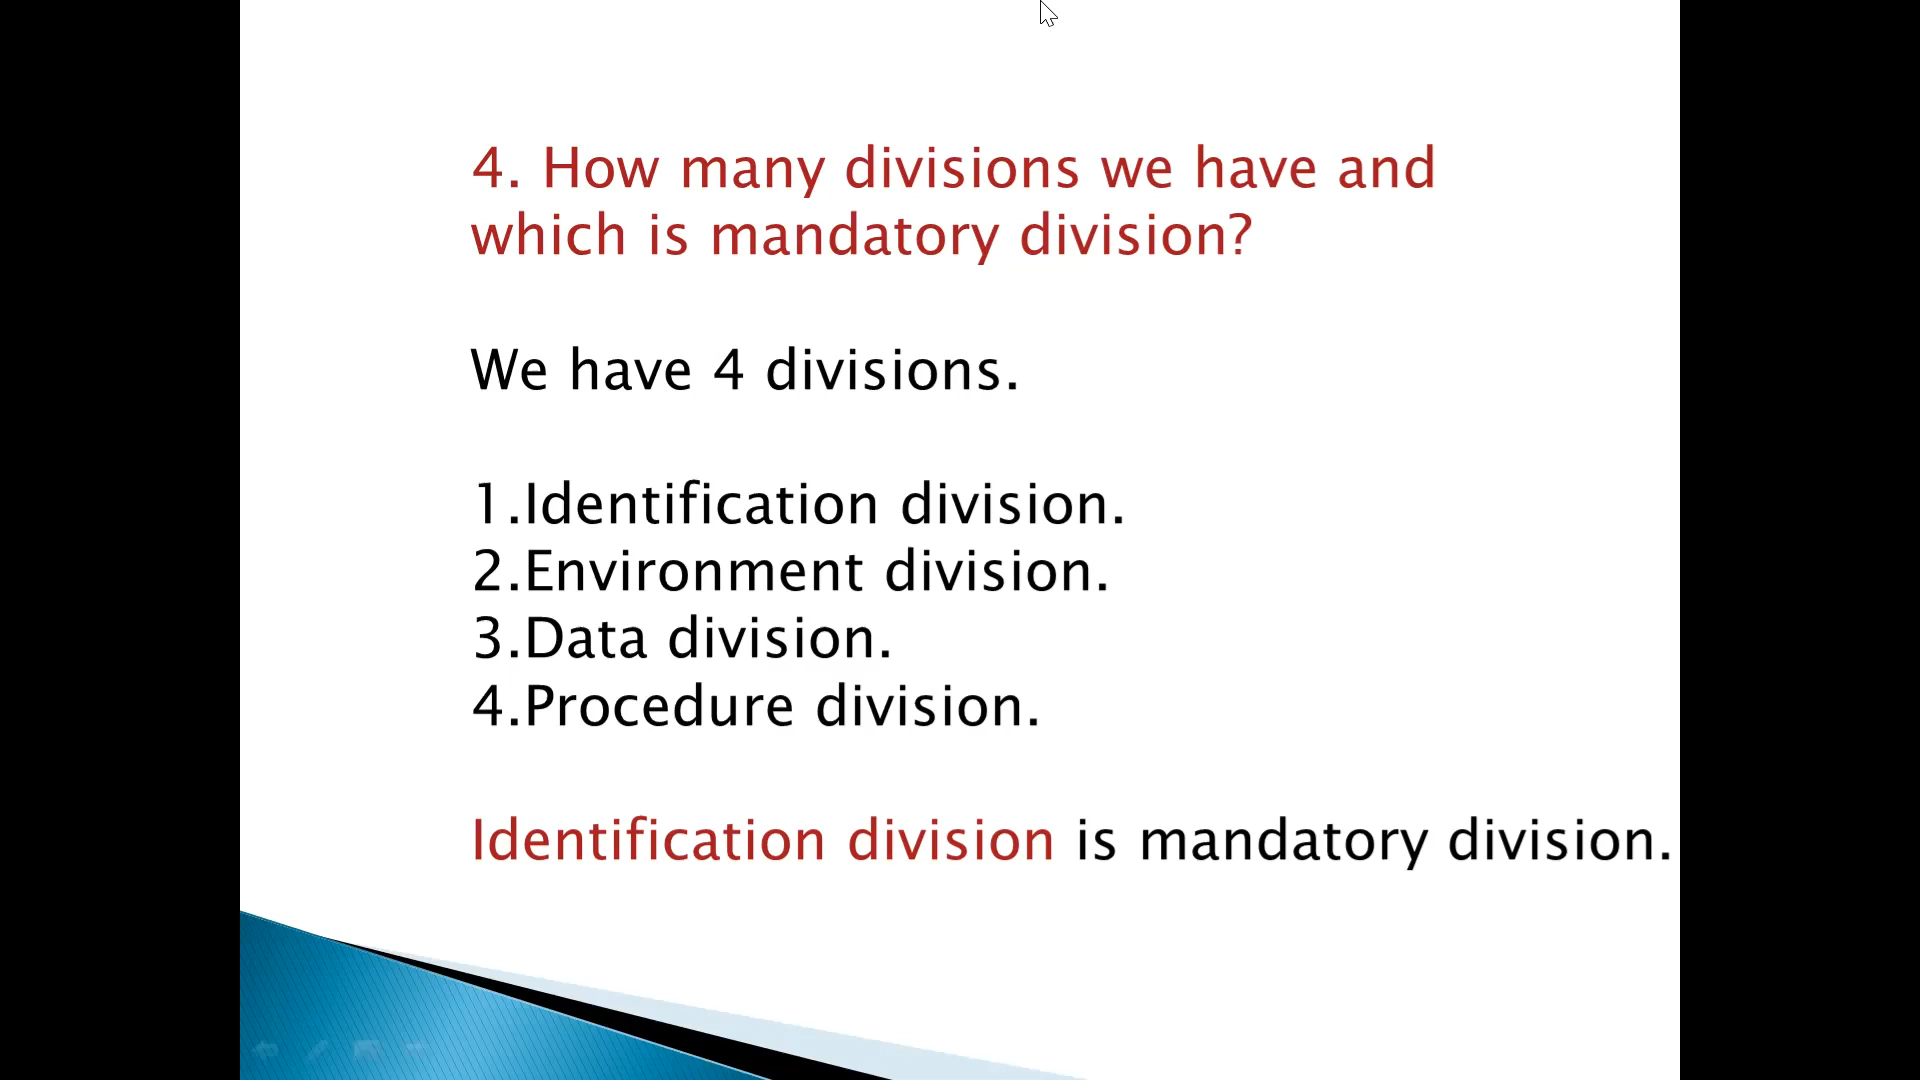 4. How many divisions we have and
which is mandatory division?
We have 4 divisions.
1.Identification division.
2.Environment division.
3.Data division.
4.Procedure division.
Identification division is mandatory division.